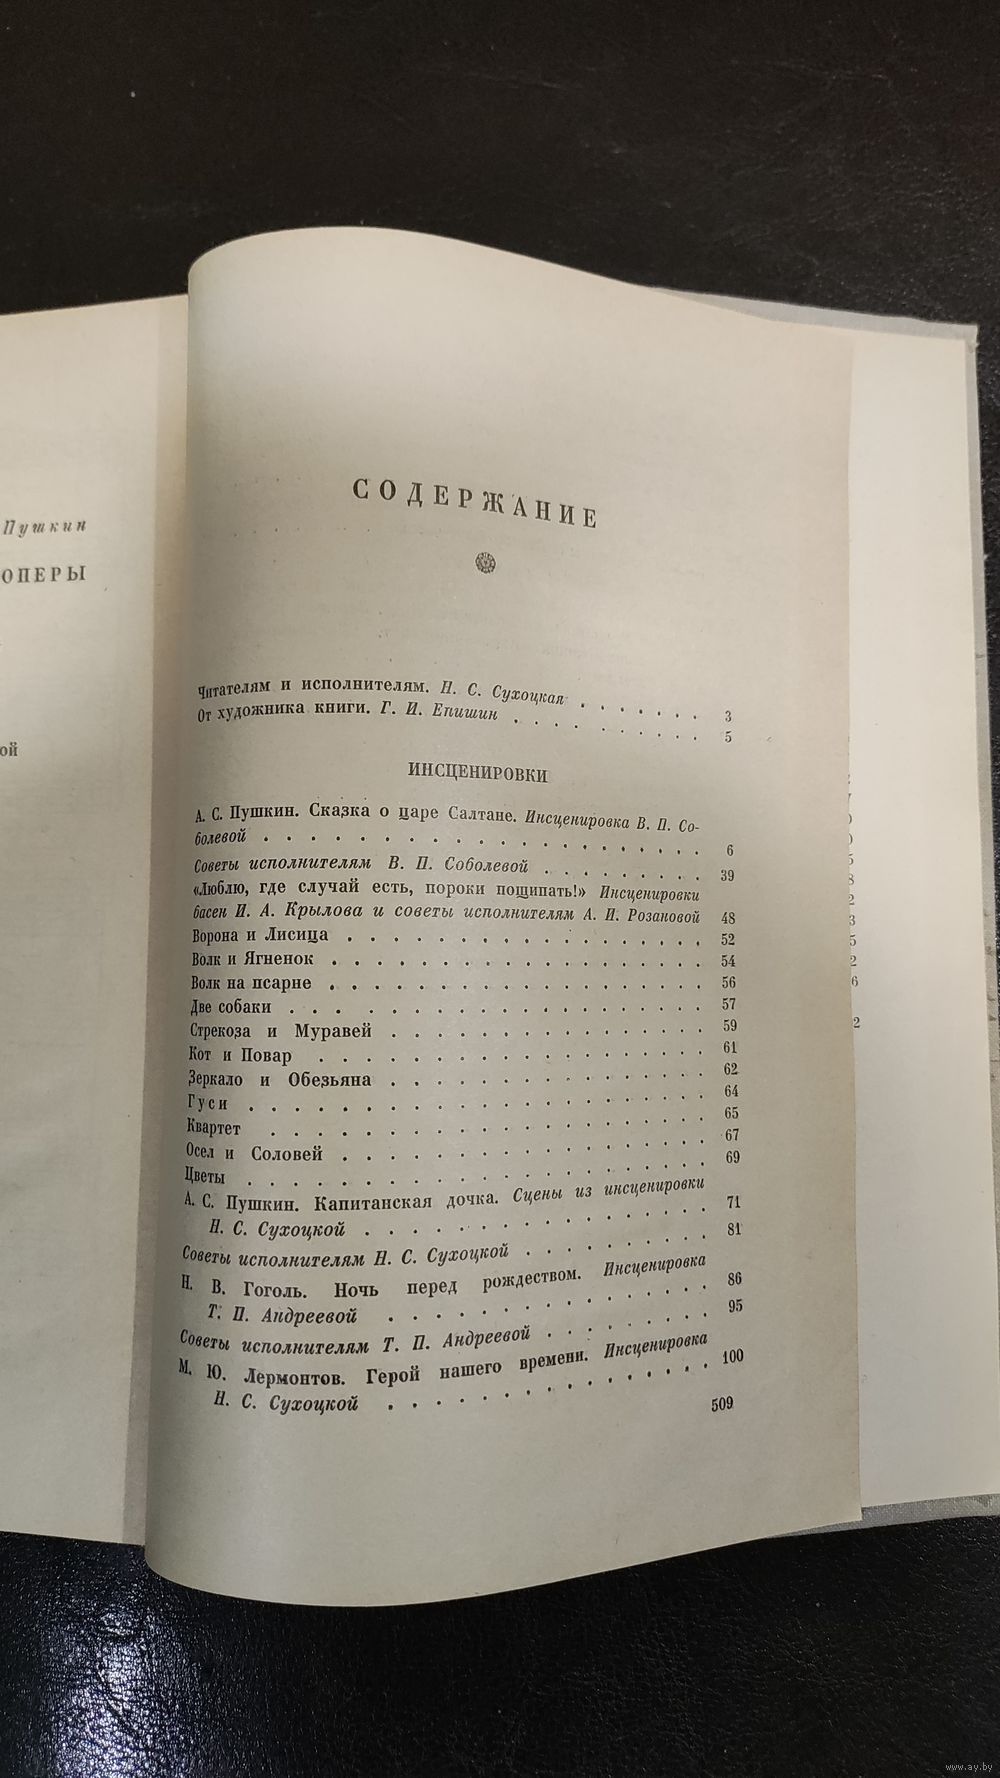 Пушкин
ОПЕРЫ
ой
СОДЕРЖАНИЕ
Читателям и исполнителям. Н. С. Сухоцкая . . . . . . . 3
От художника книги. Г. И. Епишин . . . . . . . . . 5
ИНСЦЕНИРОВКИ
А. С. Пушкин. Сказка о царе Салтане. Инсценировка В. П. Со-
болевой . . . . . . . . . . . . . . . . . . . 6
Советы исполнителям В. П. Соболевой . . . . . . . . 39
«Люблю, где случай есть, пороки пощипать!» Инсценировки
басен И. А. Крылова и советы исполнителям А. И. Розановой 48
Ворона и Лисица . . . . . . . . . . . . . . . 52
Волк и Ягненок . . . . . . . . . . . . . . . . 54
Волк на псарне . . . . . . . . . . . . . . . . 56
Две собаки . . . . . . . . . . . . . . . . . 57
Стрекоза и Муравей . . . . . . . . . . . . . . 59
Кот и Повар . . . . . . . . . . . . . . . . . 61
Зеркало и Обезьяна . . . . . . . . . . . . . . 62
Гуси . . . . . . . . . . . . . . . . . . . . 64
Квартет . . . . . . . . . . . . . . . . . . . 65
Осел и Соловей . . . . . . . . . . . . . . . . 67
Цветы . . . . . . . . . . . . . . . . . . . . 69
А. С. Пушкин. Капитанская дочка. Сцены из инсценировки
Н. С. Сухоцкой . . . . . . . . . . . . . . . 71
Советы исполнителям Н. С. Сухоцкой . . . . . . . . 81
Н. В. Гоголь. Ночь перед рождеством. Инсценировка
Т. П. Андреевой . . . . . . . . . . . . . . 86
Советы исполнителям Т. П. Андреевой . . . . . . . 95
М. Ю. Лермонтов. Герой нашего времени. Инсценировка
Н. С. Сухоцкой . . . . . . . . . . . . . . 100
509
www.ay.by